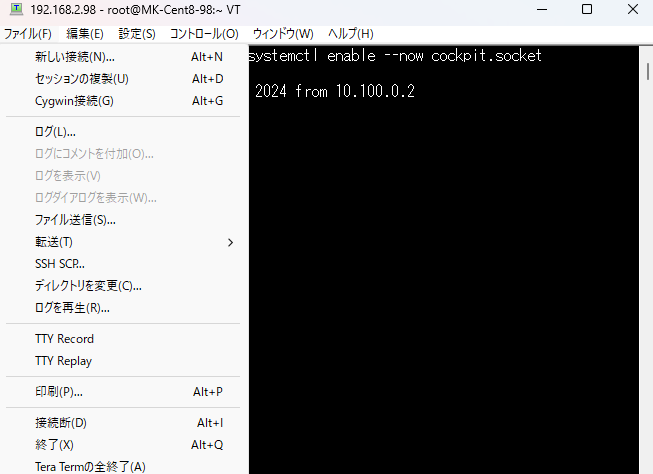 192.168.2.98 - root@MK-Cent8-98:~ VT
ファイル(F) 編集(E) 設定(S) コントロール(O) ウィンドウ(W) ヘルプ(H)
systemctl enable --now cockpit.socket
2024 from 10.100.0.2
新しい接続(N)... Alt+N
セッションの複製(U) Alt+D
Cygwin接続(G) Alt+G
ログ(L)...
ログにコメントを付加(O)...
ログを表示(V)
ログダイアログを表示(W)...
ファイル送信(S)...
転送(T)
SSH SCP...
ディレクトリを変更(C)...
ログを再生(R)...
TTY Record
TTY Replay
印刷(P)... Alt+P
接続断(D) Alt+I
終了(X) Alt+Q
Tera Termの全終了(A)